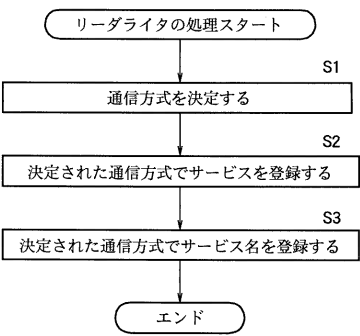 リーダライタの処理スタート
S1
通信方式を決定する
S2
決定された通信方式でサービスを登録する
S3
決定された通信方式でサービス名を登録する
エンド